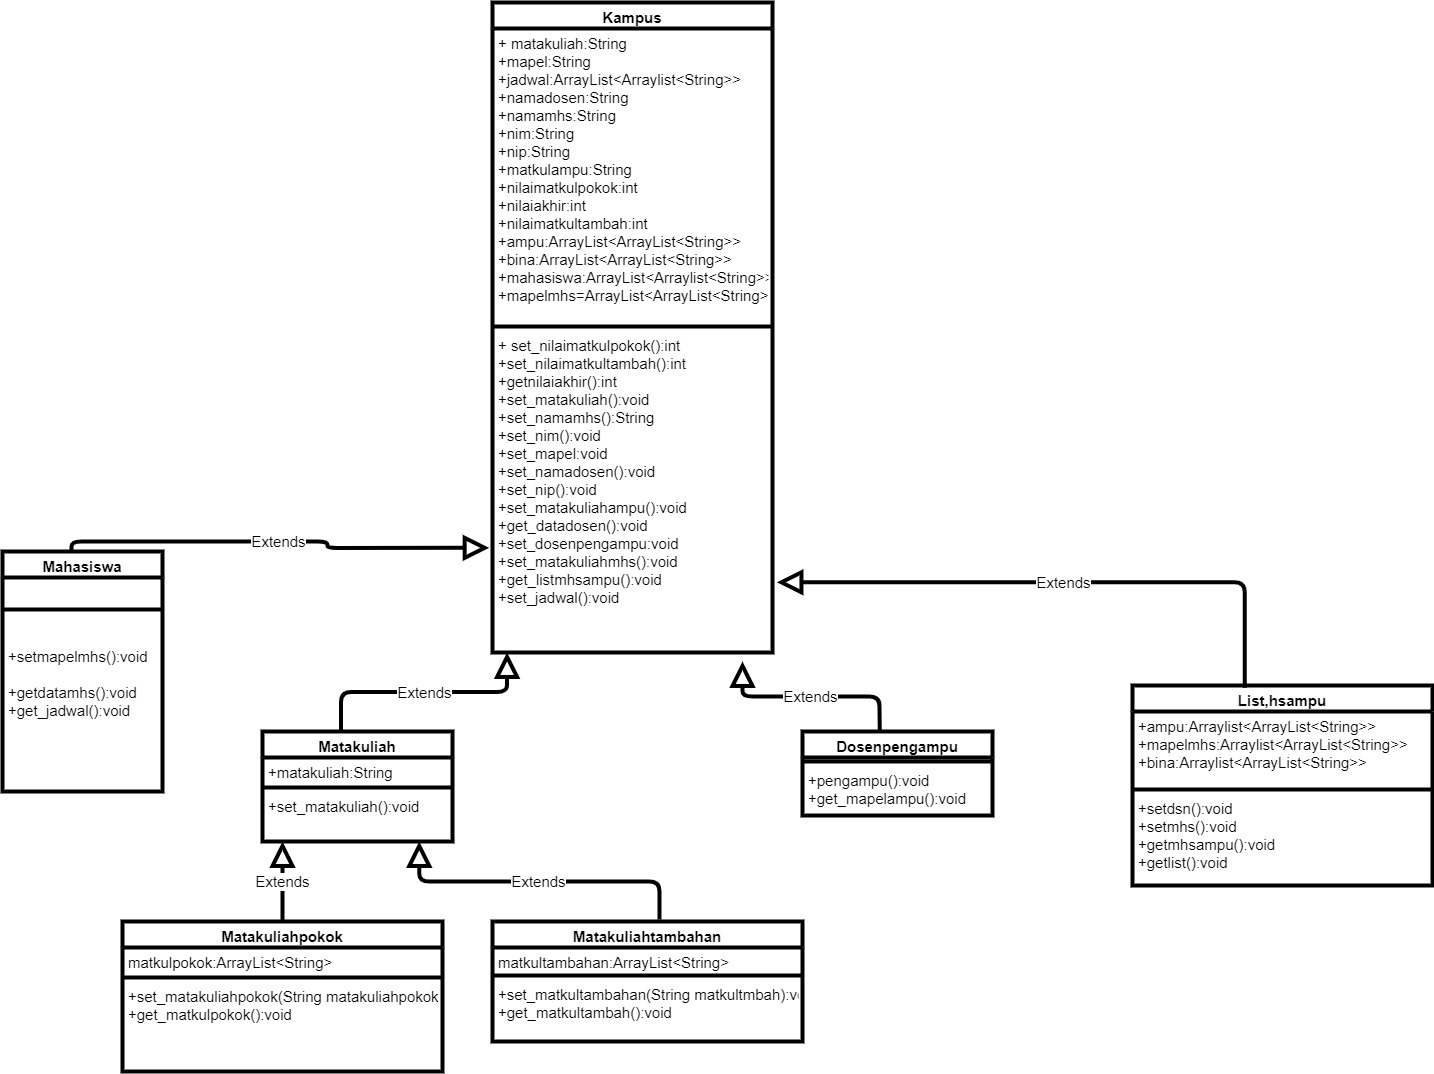 Kampus
+ matakuliah:String
+mapel:String
+jadwal:ArrayList<Arraylist<String>>
+namadosen:String
+namamhs:String
+nim:String
+nip:String
+matkulampu:String
+nilaimatkulpokok:int
+nilaiakhir:int
+nilaimatkultambah:int
+ampu:ArrayList<ArrayList<String>>
+bina:ArrayList<ArrayList<String>>
+mahasiswa:ArrayList<Arraylist<String>>
+mapelmhs=ArrayList<ArrayList<String>
+ set_nilaimatkulpokok():int
+set_nilaimatkultambah():int
+getnilaiakhir():int
+set_matakuliah():void
+set_namamhs():String
+set_nim():void
+set_mapel:void
+set_namadosen():void
+set_nip():void
+set_matakuliahampu():void
+get_datadosen():void
+set_dosenpengampu:void
+set_matakuliahmhs():void
+get_listmhsampu():void
+set_jadwal():void
Extends
Mahasiswa
+setmapelmhs():void
+getdatamhs():void
+get_jadwal():void
Extends
Extends
Extends
Matakuliah
+matakuliah:String
+set_matakuliah():void
Dosenpengampu
+pengampu():void
+get_mapelampu():void
List,hsampu
+ampu:Arraylist<ArrayList<String>>
+mapelmhs:Arraylist<ArrayList<String>>
+bina:Arraylist<ArrayList<String>>
+setdsn():void
+setmhs():void
+getmhsampu():void
+getlist():void
Extends
Extends
Matakuliahpokok
matkulpokok:ArrayList<String>
+set_matakuliahpokok(String matakuliahpokok
+get_matkulpokok():void
Matakuliahtambahan
matkultambahan:ArrayList<String>
+set_matkultambahan(String matkultmbah):v
+get_matkultambah():void